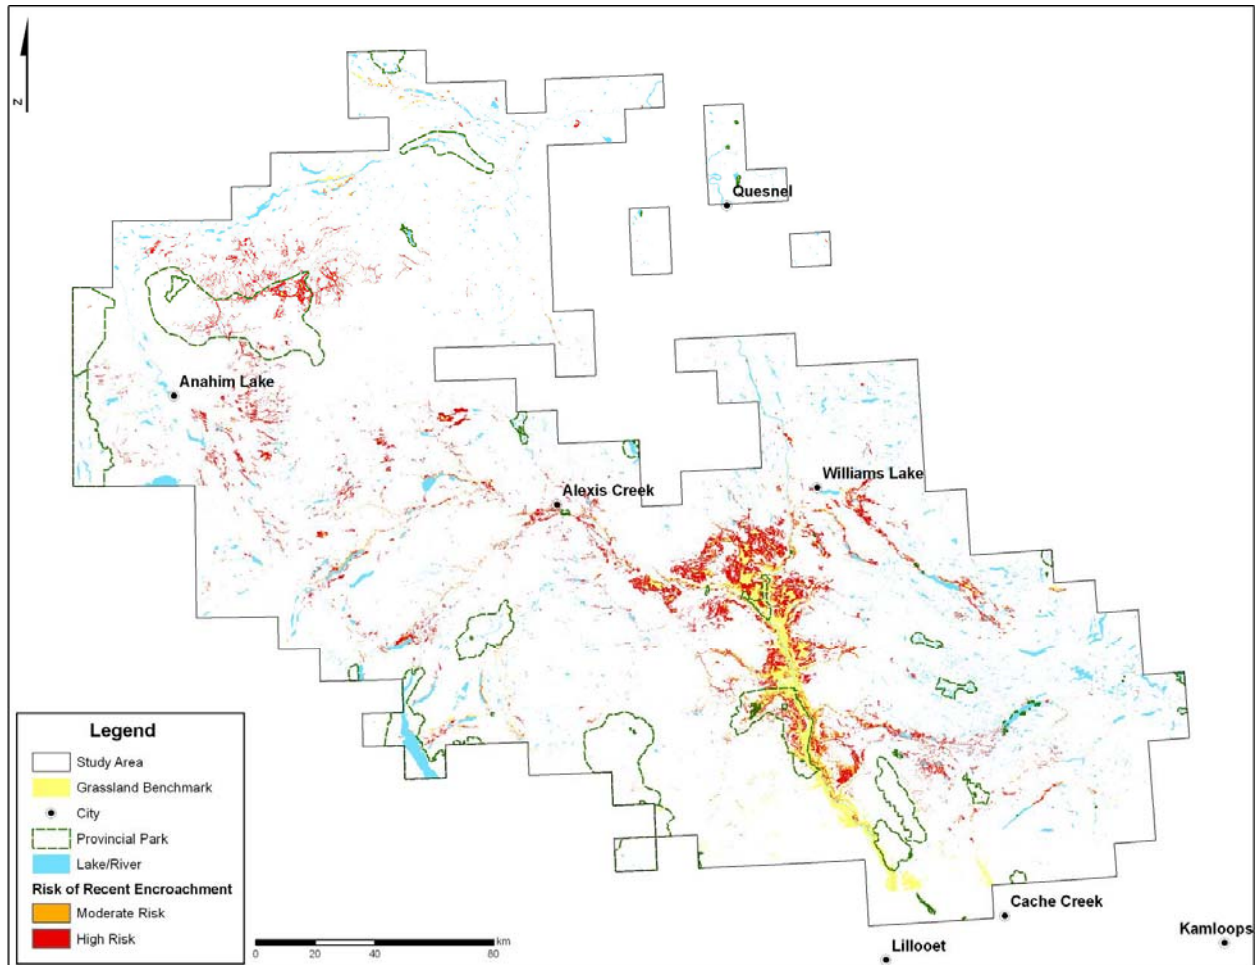 N
Quesnel
Anahim Lake
Williams Lake
Alexis Creek
Legend
Study Area
Grassland Benchmark
City
Provincial Park
Lake/River
Risk of Recent Encroachment
Moderate Risk
High Risk
km
0 20 40 80
Cache Creek
Kamloops
Lillooet